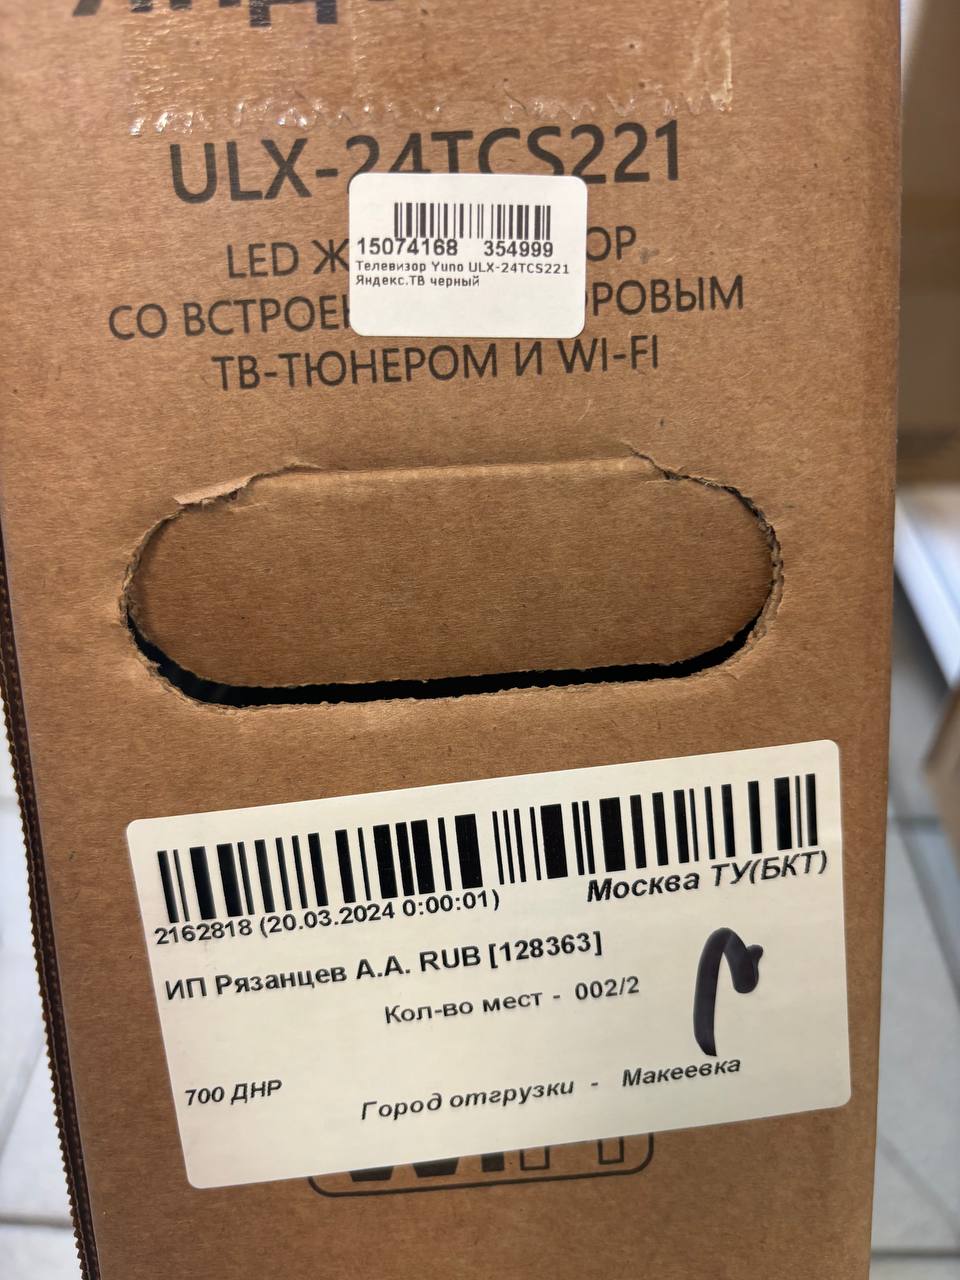 ULX-24TCS221
15074168 354999
Телевизор Yuno ULX-24TCS221
Яндекс.ТВ черный
LED
СО
ТВ-ТЮНЕРОМ И WI-FI
2162818 (20.03.2024 0:00:01)
Москва ТУ(БКТ)
ИП Рязанцев А.А. RUB [128363]
Кол-во мест - 002/2
700 ДНР
Город отгрузки - Макеевка